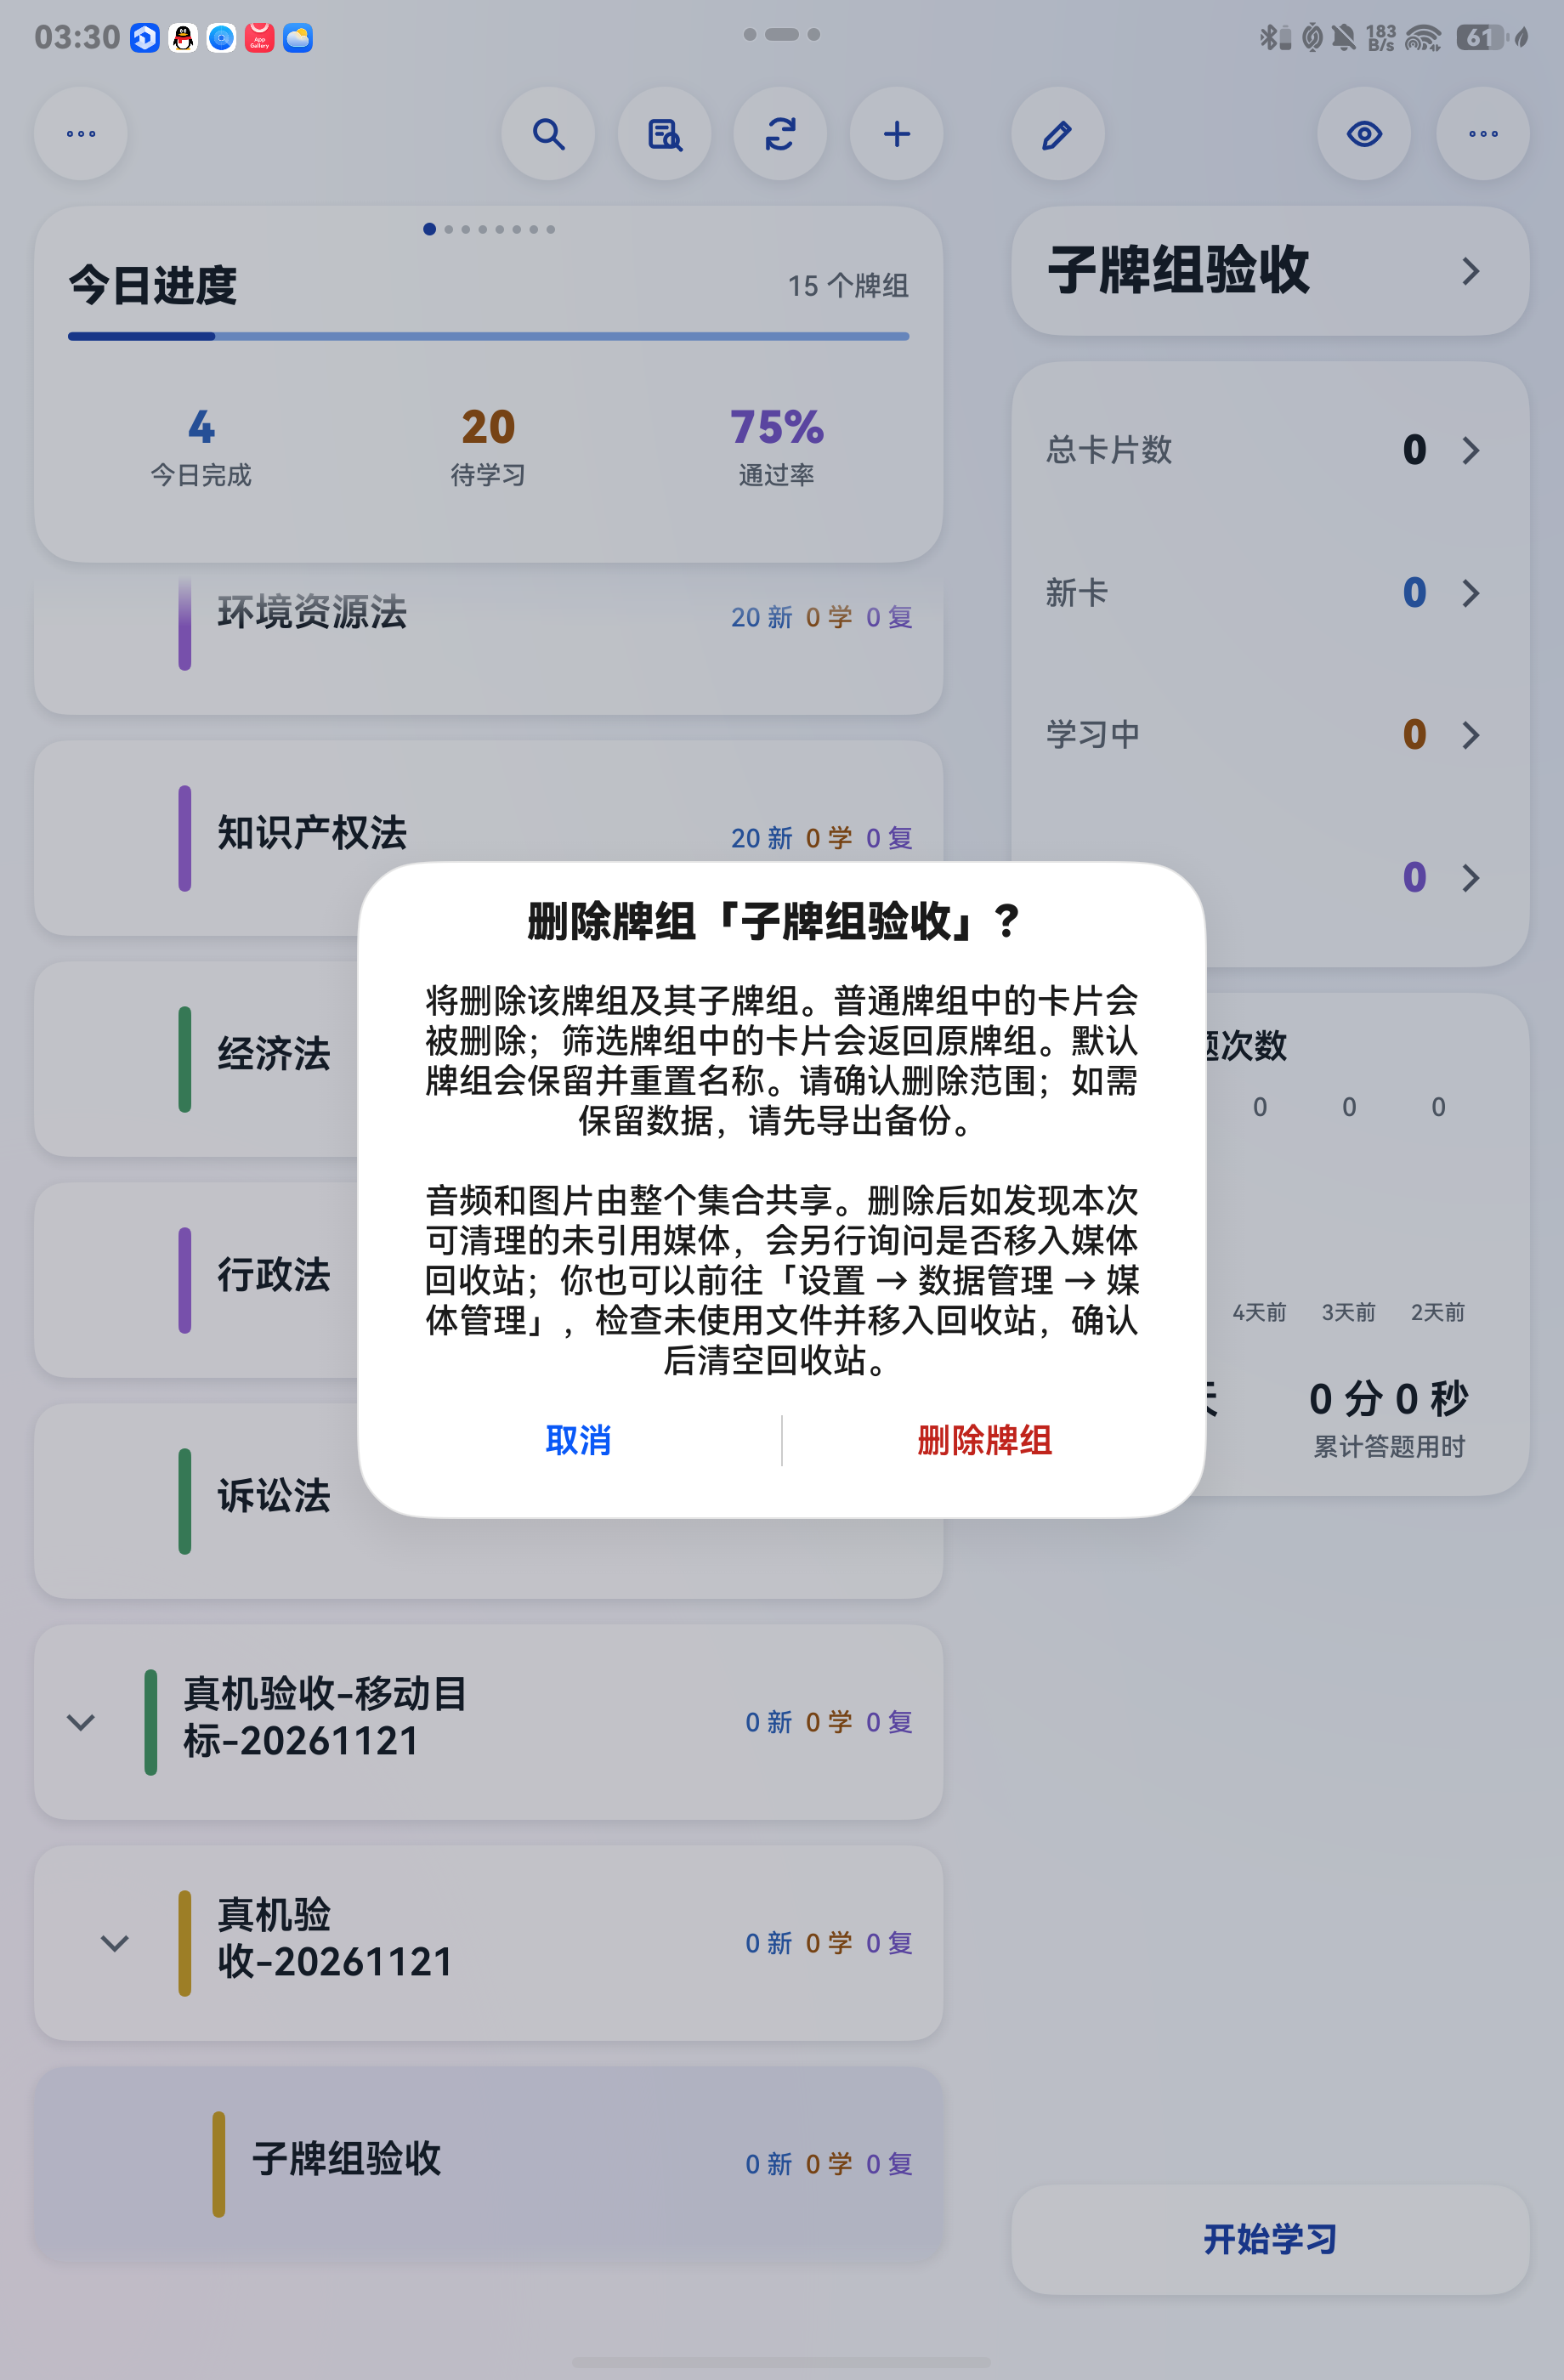 03:30
183
B/s
61
今日进度
15 个牌组
4
20
75%
今日完成
待学习
通过率
环境资源法
20 新 0 学 0 复
知识产权法
20 新 0 学 0 复
经济法
行政法
诉讼法
真机验收-移动目
标-20261121
0 新 0 学 0 复
真机验
收-20261121
0 新 0 学 0 复
子牌组验收
0 新 0 学 0 复
子牌组验收
总卡片数
0
新卡
0
学习中
0
0
题次数
0 0 0
4天前 3天前 2天前
天
0 分 0 秒
累计答题用时
开始学习
删除牌组「子牌组验收」?
将删除该牌组及其子牌组。普通牌组中的卡片会
被删除；筛选牌组中的卡片会返回原牌组。默认
牌组会保留并重置名称。请确认删除范围；如需
保留数据，请先导出备份。
音频和图片由整个集合共享。删除后如发现本次
可清理的未引用媒体，会另行询问是否移入媒体
回收站；你也可以前往「设置 → 数据管理 → 媒
体管理」，检查未使用文件并移入回收站，确认
后清空回收站。
取消
删除牌组